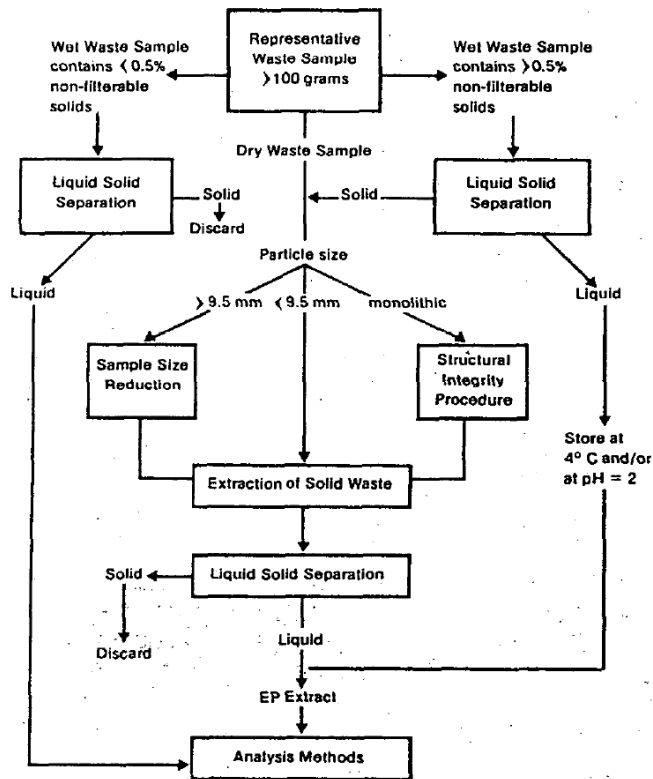 Representative
Waste Sample
>100 grams
Wet Waste Sample
contains <0.5%
non-filterable
solids
Wet Waste Sample
contains >0.5%
non-filterable
solids
Dry Waste Sample
Liquid Solid
Separation
Solid
Discard
Solid
Liquid Solid
Separation
Particle size
Liquid
>9.5 mm
<9.5 mm
monolithic
Liquid
Sample Size
Reduction
Structural
Integrity
Procedure
Store at
4° C and/or
at pH = 2
Extraction of Solid Waste
Solid
Liquid Solid Separation
Discard
Liquid
EP Extract
Analysis Methods